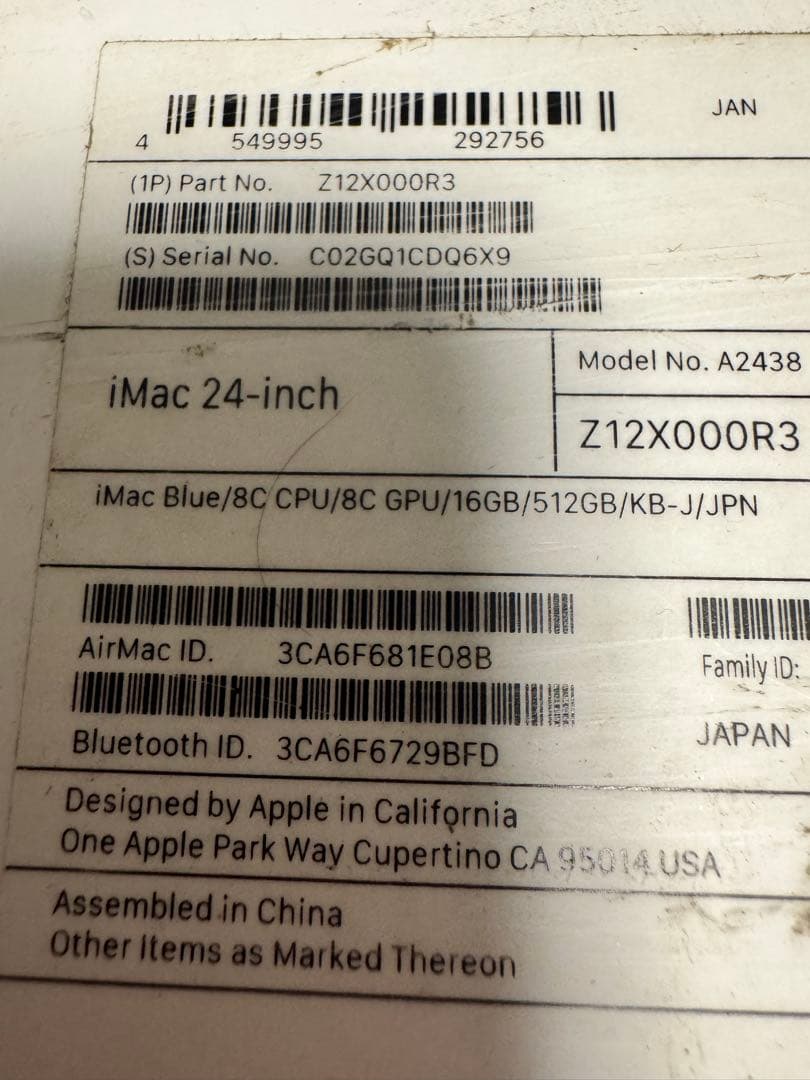 4 549995 292756
JAN
(1P) Part No. Z12X000R3
(S) Serial No. C02GQ1CDQ6X9
iMac 24-inch
Model No. A2438
Z12X000R3
iMac Blue/8C CPU/8C GPU/16GB/512GB/KB-J/JPN
AirMac ID. 3CA6F681E08B
Family ID:
Bluetooth ID. 3CA6F6729BFD
JAPAN
Designed by Apple in California
One Apple Park Way Cupertino CA 95014 USA
Assembled in China
Other Items as Marked Thereon